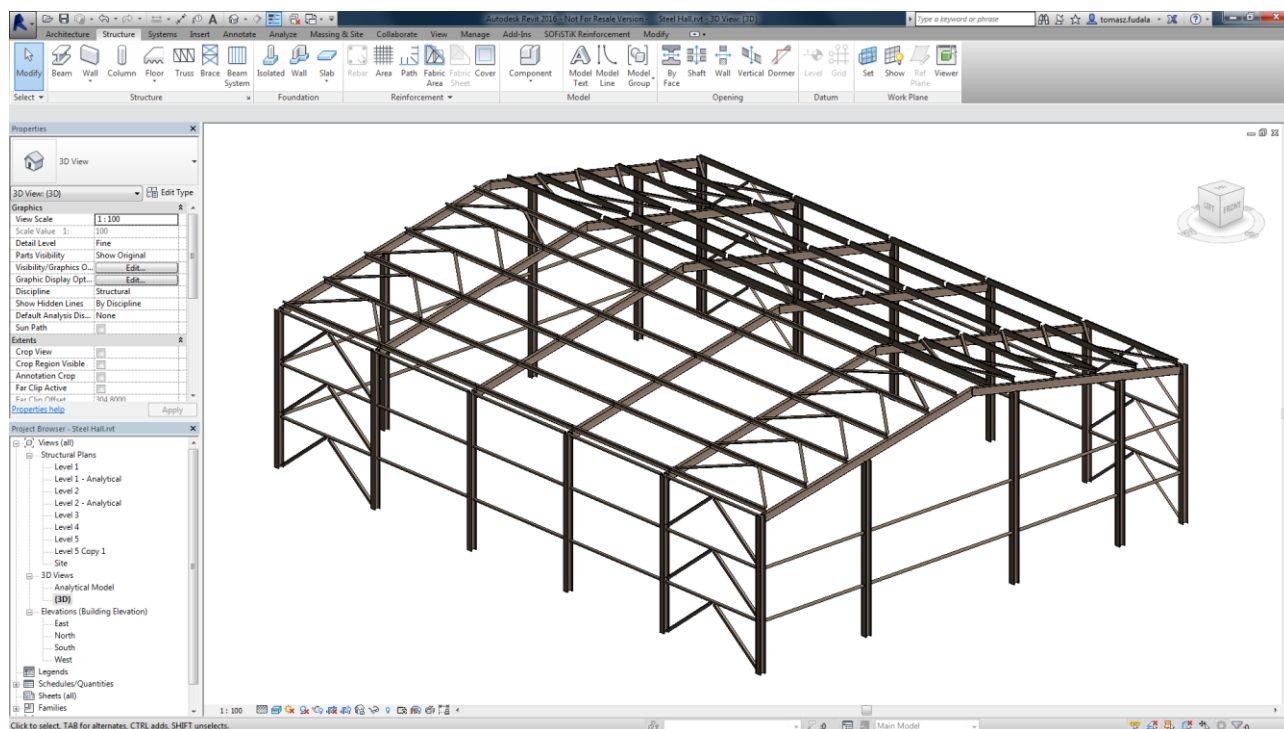 Autodesk Revit 2016 - Not For Resale Version - Steel Hall.rvt - 3D View: {3D}
Type a keyword or phrase
tomasz.fudala
Architecture Structure Systems Insert Annotate Analyze Massing & Site Collaborate View Manage Add-Ins SOFiSTiK Reinforcement Modify
Modify Beam Wall Column Floor Truss Brace Beam System Isolated Wall Slab Rebar Area Path Fabric Area Fabric Sheet Cover Component Model Text Model Line Model Group By Face Shaft Wall Vertical Dormer Level Grid Set Show Ref Plane Viewer
Select Structure Foundation Reinforcement Model Opening Datum Work Plane
Properties
3D View
3D View: {3D} Edit Type
Graphics
View Scale 1 : 100
Scale Value 1: 100
Detail Level Fine
Parts Visibility Show Original
Visibility/Graphics O... Edit...
Graphic Display Opt... Edit...
Discipline Structural
Show Hidden Lines By Discipline
Default Analysis Dis... None
Sun Path
Extents
Crop View
Crop Region Visible
Annotation Crop
Far Clip Active
Far Clip Offset 304.8000
Properties help Apply
Project Browser - Steel Hall.rvt
Views (all)
Structural Plans
Level 1
Level 1 - Analytical
Level 2
Level 2 - Analytical
Level 3
Level 4
Level 5
Level 5 Copy 1
Site
3D Views
Analytical Model
{3D}
Elevations (Building Elevation)
East
North
South
West
Legends
Schedules/Quantities
Sheets (all)
Families
LEFT FRONT
1 : 100
Click to select, TAB for alternates, CTRL adds, SHIFT unselects.
:0 Main Model
:0